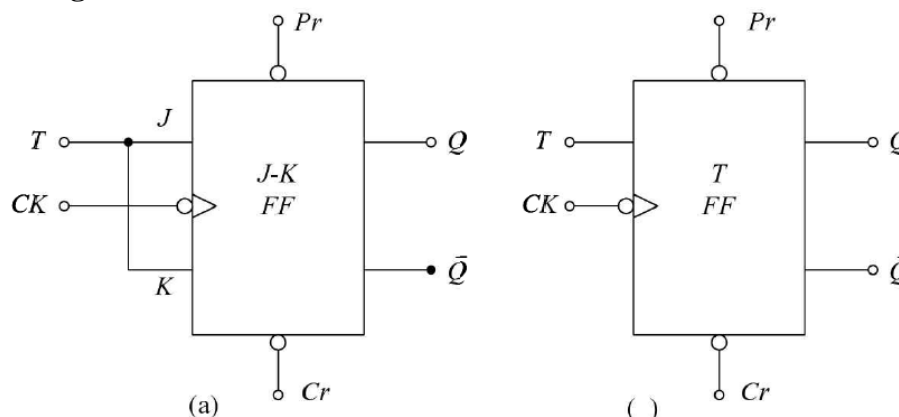 Pr Pr
T J Q T Q
J-K T
CK FF CK FF
K Q̄
Cr Cr
(a) ( )